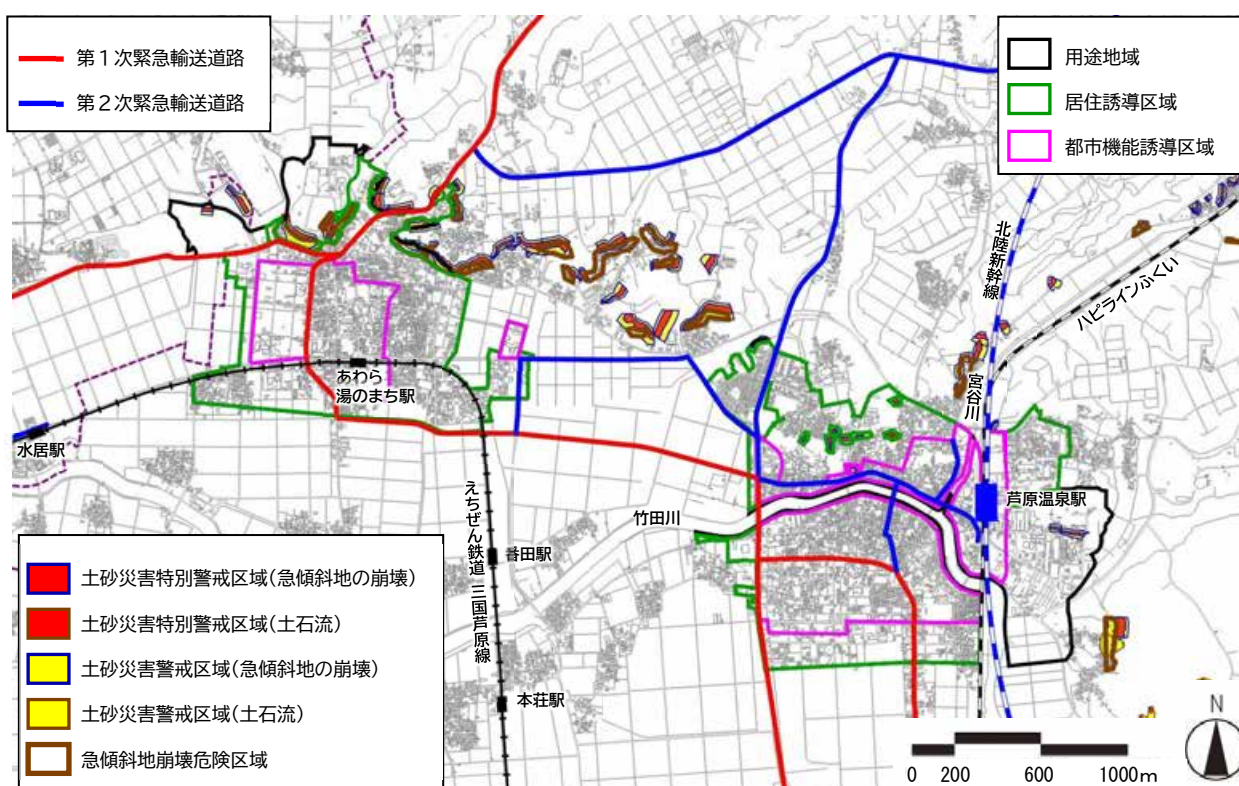 第１次緊急輸送道路
第２次緊急輸送道路
用途地域
居住誘導区域
都市機能誘導区域
北陸新幹線
ハピラインふくい
宮谷川
あわら
湯のまち駅
水居駅
芦原温泉駅
竹田川
えちぜん鉄道 三国芦原線
番田駅
本荘駅
土砂災害特別警戒区域(急傾斜地の崩壊)
土砂災害特別警戒区域(土石流)
土砂災害警戒区域(急傾斜地の崩壊)
土砂災害警戒区域(土石流)
急傾斜地崩壊危険区域
N
0 200 600 1000m